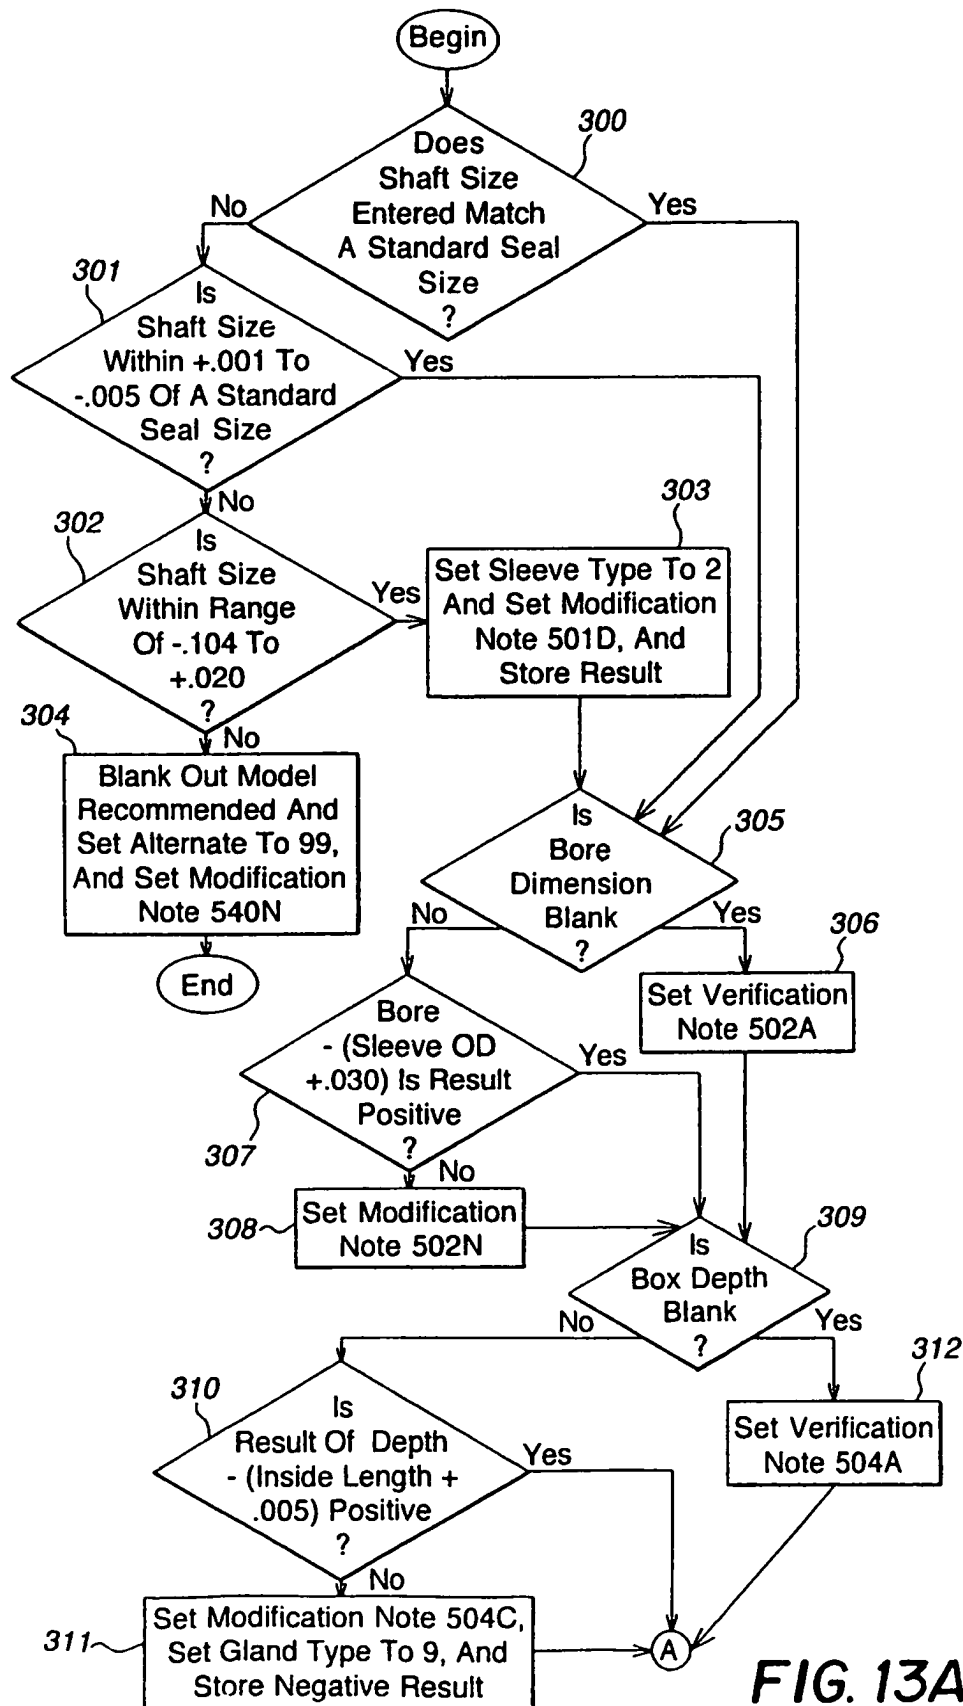 Begin
300
Does
Shaft Size
Entered Match
A Standard Seal
Size
?
No
Yes
301
Is
Shaft Size
Within +.001 To
-.005 Of A Standard
Seal Size
?
Yes
No
302
Is
Shaft Size
Within Range
Of -.104 To
+.020
?
Yes
No
303
Set Sleeve Type To 2
And Set Modification
Note 501D, And
Store Result
304
Blank Out Model
Recommended And
Set Alternate To 99,
And Set Modification
Note 540N
End
305
Is
Bore
Dimension
Blank
?
No
Yes
306
Set Verification
Note 502A
Bore
- (Sleeve OD
+.030) Is Result
Positive
?
Yes
307
No
308
Set Modification
Note 502N
309
Is
Box Depth
Blank
?
No
Yes
310
Is
Result Of Depth
- (Inside Length +
.005) Positive
?
Yes
No
312
Set Verification
Note 504A
311
Set Modification Note 504C,
Set Gland Type To 9, And
Store Negative Result
A
FIG. 13A